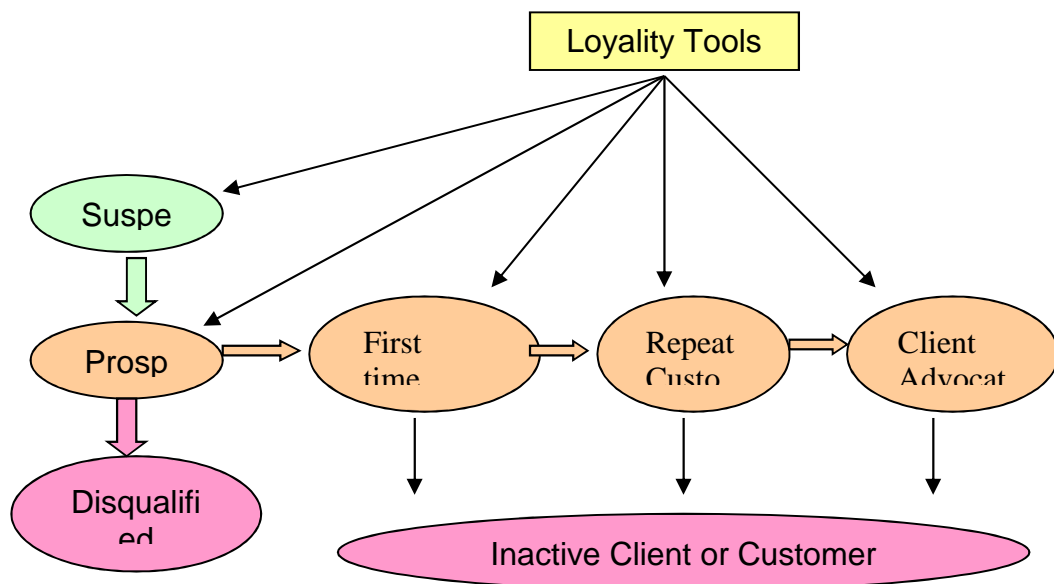 Loyality Tools
Suspe
Prosp
First
time
Repeat
Custo
Client
Advocat
Disqualifi
ed
Inactive Client or Customer